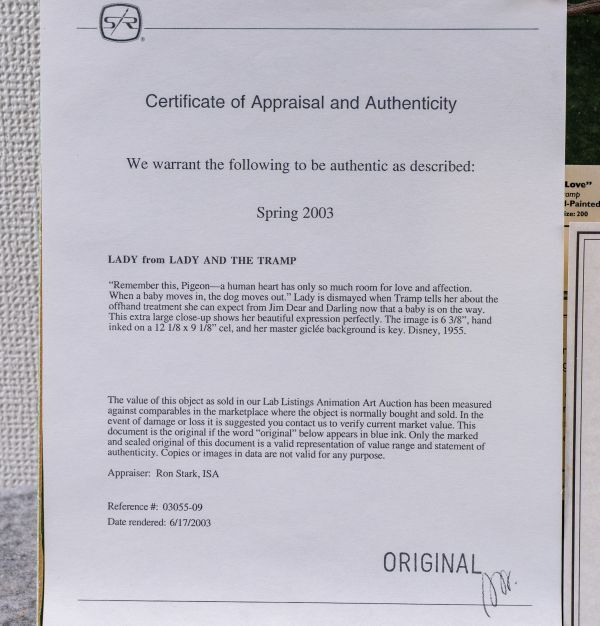 S/R
®
Certificate of Appraisal and Authenticity
We warrant the following to be authentic as described:
Spring 2003
LADY from LADY AND THE TRAMP
“Remember this, Pigeon—a human heart has only so much room for love and affection.
When a baby moves in, the dog moves out.” Lady is dismayed when Tramp tells her about the
offhand treatment she can expect from Jim Dear and Darling now that a baby is on the way.
This extra large close-up shows her beautiful expression perfectly. The image is 6 3/8”, hand
inked on a 12 1/8 x 9 1/8” cel, and her master giclée background is key. Disney, 1955.
The value of this object as sold in our Lab Listings Animation Art Auction has been measured
against comparables in the marketplace where the object is normally bought and sold. In the
event of damage or loss it is suggested you contact us to verify current market value. This
document is the original if the word “original” below appears in blue ink. Only the marked
and sealed original of this document is a valid representation of value range and statement of
authenticity. Copies or images in data are not valid for any purpose.
Appraiser: Ron Stark, ISA
Reference #: 03055-09
Date rendered: 6/17/2003
ORIGINAL
Love”
amp
-Painted
ize: 200